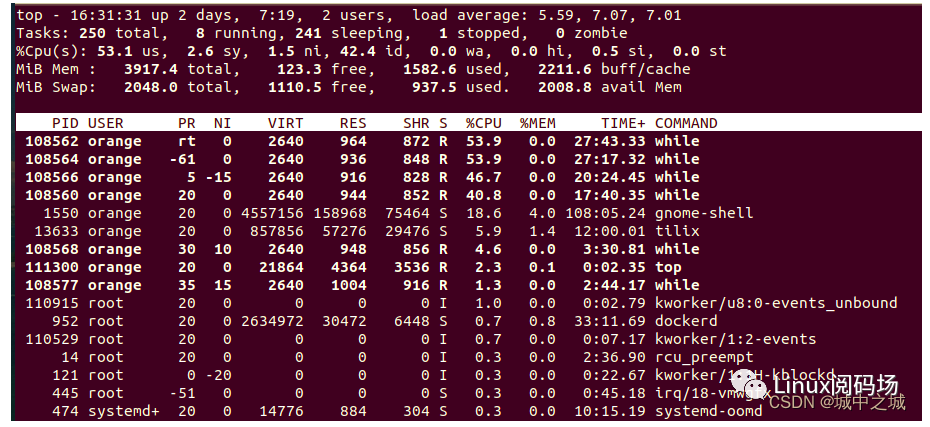 top - 16:31:31 up 2 days,  7:19,  2 users,  load average: 5.59, 7.07, 7.01
Tasks: 250 total,   8 running, 241 sleeping,   1 stopped,   0 zombie
%Cpu(s): 53.1 us,  2.6 sy,  1.5 ni, 42.4 id,  0.0 wa,  0.0 hi,  0.5 si,  0.0 st
MiB Mem :   3917.4 total,    123.3 free,   1582.6 used,   2211.6 buff/cache
MiB Swap:   2048.0 total,   1110.5 free,    937.5 used.   2008.8 avail Mem
PID USER PR NI VIRT RES SHR S %CPU %MEM TIME+ COMMAND
108562 orange rt 0 2640 964 872 R 53.9 0.0 27:43.33 while
108564 orange -61 0 2640 936 848 R 53.9 0.0 27:17.32 while
108566 orange 5 -15 2640 916 828 R 46.7 0.0 20:24.45 while
108560 orange 20 0 2640 944 852 R 40.8 0.0 17:40.35 while
1550 orange 20 0 4557156 158968 75464 S 18.6 4.0 108:05.24 gnome-shell
13633 orange 20 0 857856 57276 29476 S 5.9 1.4 12:00.01 tilix
108568 orange 30 10 2640 948 856 R 4.6 0.0 3:30.81 while
111300 orange 20 0 21864 4364 3536 R 2.3 0.1 0:02.35 top
108577 orange 35 15 2640 1004 916 R 1.3 0.0 2:44.17 while
110915 root 20 0 0 0 0 I 1.0 0.0 0:02.79 kworker/u8:0-events_unbound
952 root 20 0 2634972 30472 6448 S 0.7 0.8 33:11.69 dockerd
110529 root 20 0 0 0 0 I 0.7 0.0 0:07.17 kworker/1:2-events
14 root 20 0 0 0 0 I 0.3 0.0 2:36.90 rcu_preempt
121 root 0 -20 0 0 0 I 0.3 0.0 0:22.67
445 root -51 0 0 0 0 S 0.3 0.0 0:45.18
474 systemd+ 20 0 14776 884 304 S 0.3 0.0 10:15.19 systemd-oomd
Linux阅码场
CSDN @城中之城